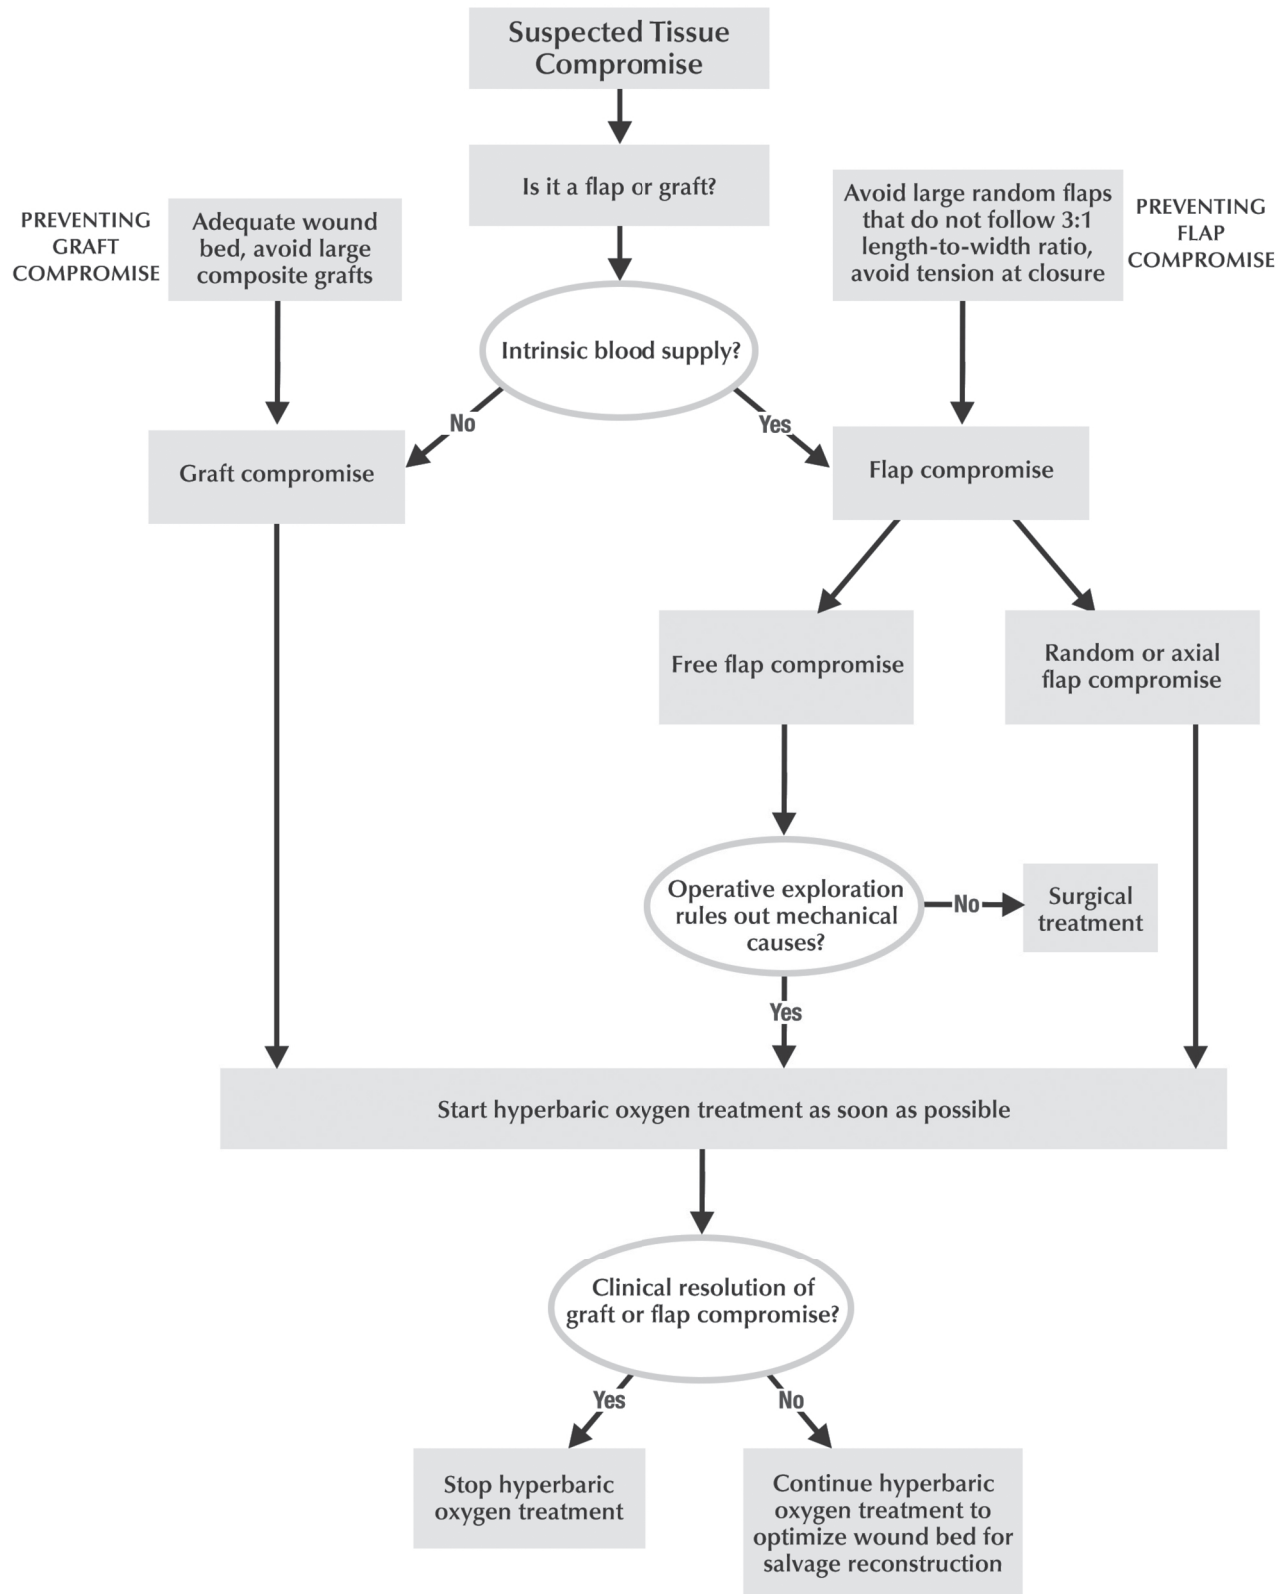 Suspected Tissue
Compromise
Is it a flap or graft?
PREVENTING
GRAFT
COMPROMISE
Adequate wound
bed, avoid large
composite grafts
Avoid large random flaps
that do not follow 3:1
length-to-width ratio,
avoid tension at closure
PREVENTING
FLAP
COMPROMISE
Intrinsic blood supply?
No
Yes
Graft compromise
Flap compromise
Free flap compromise
Random or axial
flap compromise
Operative exploration
rules out mechanical
causes?
No
Surgical
treatment
Yes
Start hyperbaric oxygen treatment as soon as possible
Clinical resolution of
graft or flap compromise?
Yes
No
Stop hyperbaric
oxygen treatment
Continue hyperbaric
oxygen treatment to
optimize wound bed for
salvage reconstruction